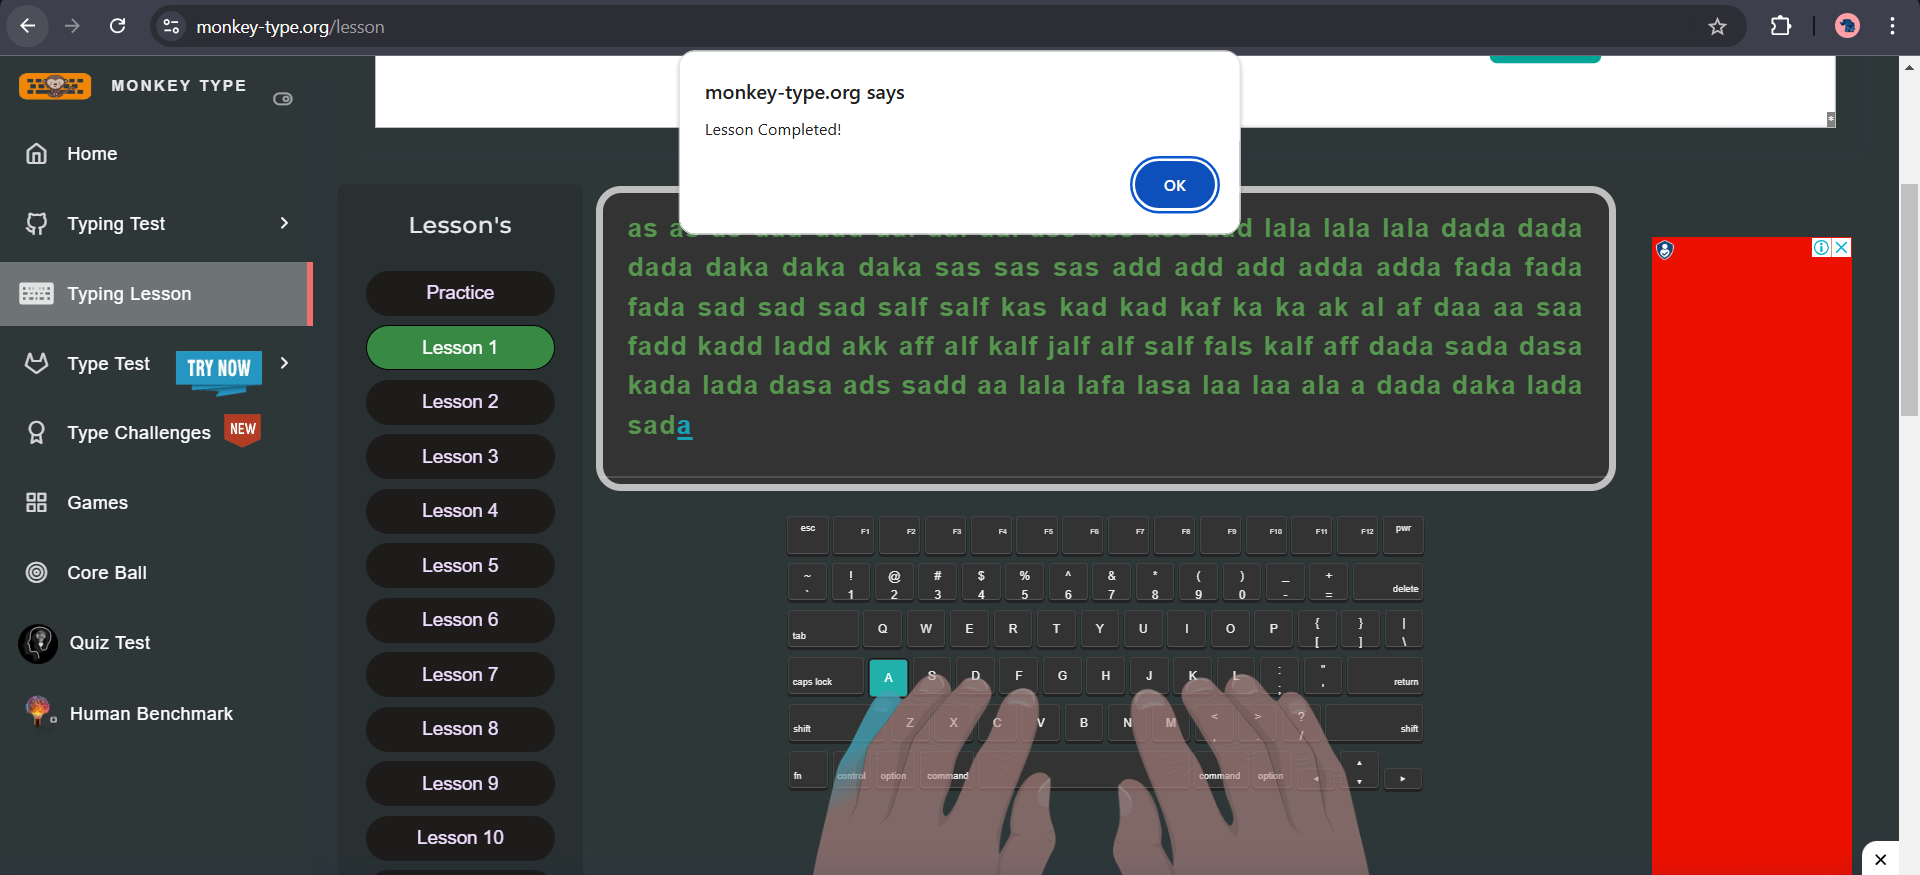 monkey-type.org/lesson
MONKEY TYPE
Home
Typing Test
Typing Lesson
Type Test
TRY NOW
Type Challenges
NEW
Games
Core Ball
Quiz Test
Human Benchmark
monkey-type.org says
Lesson Completed!
OK
Lesson's
Practice
Lesson 1
Lesson 2
Lesson 3
Lesson 4
Lesson 5
Lesson 6
Lesson 7
Lesson 8
Lesson 9
Lesson 10
as lala lala lala dada dada
dada daka daka daka sas sas sas add add add adda adda fada fada
fada sad sad sad salf salf kas kad kad kaf ka ka ak al af daa aa saa
fadd kadd ladd akk aff alf kalf jalf alf salf fals kalf aff dada sada dasa
kada lada dasa ads sadd aa lala lafa lasa laa laa ala a dada daka lada
sada
esc F1 F2 F3 F4 F5 F6 F7 F8 F9 F10 F11 F12 pwr
~ ! @ # $ % ^ & * ( ) _ +
` 1 2 3 4 5 6 7 8 9 0 - = delete
tab Q W E R T Y U I O P { } |
[ ] \
caps lock A S D F G H J K L : " return
; '
shift Z X C V B N M < > ? shift
, . /
fn control option command command option